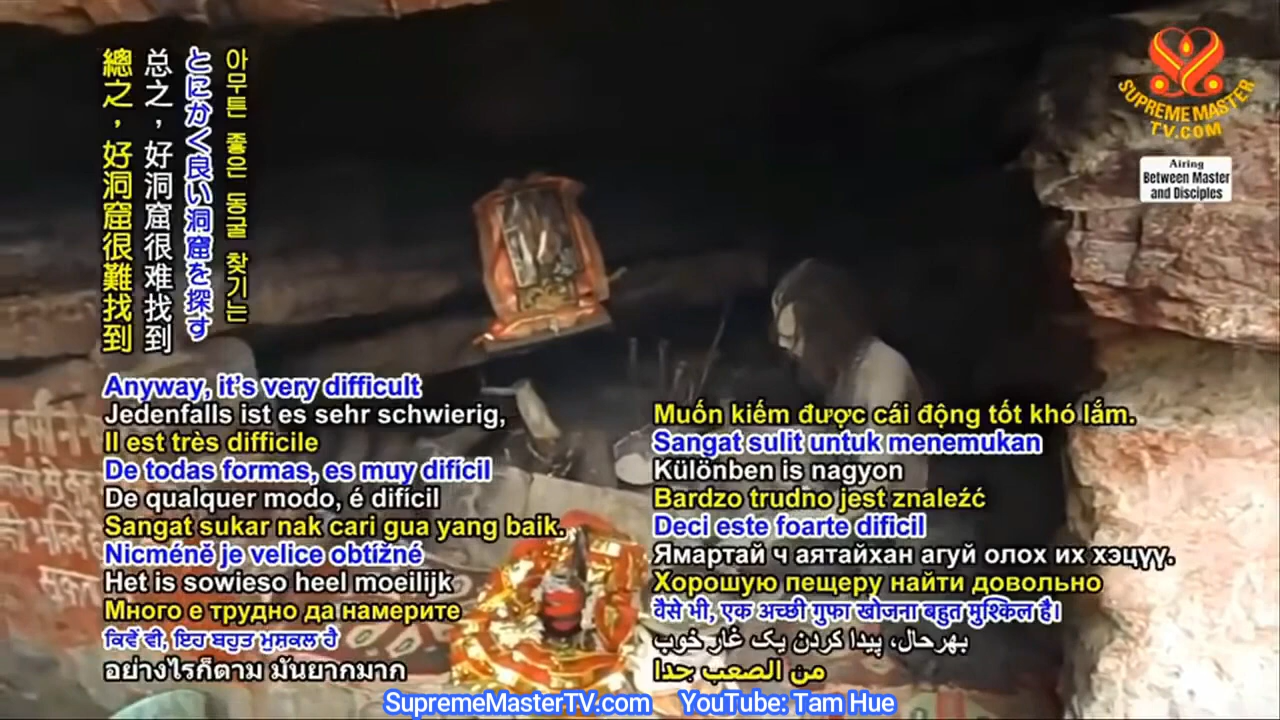 아무튼 좋은 동굴 찾기는
とにかく良い洞窟を探す
总之，好洞窟很难找到
總之，好洞窟很難找到
SUPREME MASTER
TV.COM
Airing
Between Master
and Disciples
Anyway, it's very difficult
Jedenfalls ist es sehr schwierig,
Il est très difficile
De todas formas, es muy difícil
De qualquer modo, é difícil
Sangat sukar nak cari gua yang baik.
Nicméně je velice obtížné
Het is sowieso heel moeilijk
Много е трудно да намерите
ਕਿਵੇਂ ਵੀ, ਇਹ ਬਹੁਤ ਮੁਸ਼ਕਲ ਹੈ
อย่างไรก็ตาม มันยากมาก
Muốn kiếm được cái động tốt khó lắm.
Sangat sulit untuk menemukan
Különben is nagyon
Bardzo trudno jest znaleźć
Deci este foarte dificil
Ямартай ч аятайхан агуй олох их хэцүү.
Хорошую пещеру найти довольно
वैसे भी, एक अच्छी गुफा खोजना बहुत मुश्किल है।
بهرحال، پیدا کردن یک غار خوب
من الصعب جدا
SupremeMasterTV.com YouTube: Tam Hue